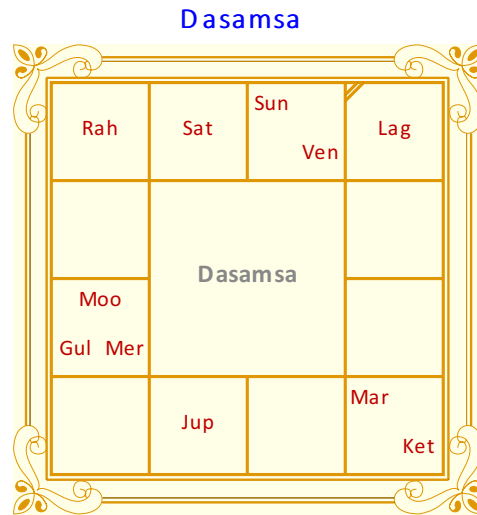 Dasamsa
Rah
Sat
Sun
Ven
Lag
Dasamsa
Moo
Gul Mer
Jup
Mar
Ket